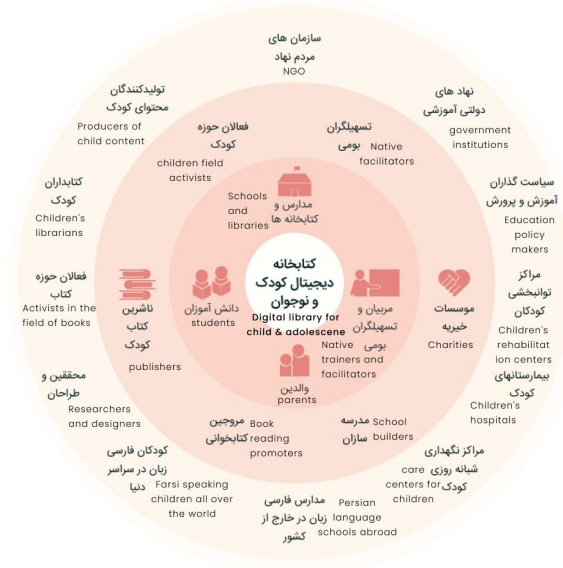 سازمان های
مردم نهاد
NGO
تولیدکنندگان
محتوای کودک
Producers of
child content
نهاد های
دولتی آموزشی
government
institutions
فعالان حوزه
کودک
children field
activists
تسهیلگران
بومی
Native
facilitators
کتابداران
کودک
Children's
librarians
سیاست گذاران
آموزش و پرورش
Education
policy
makers
Schools
and
libraries
مدارس و
کتابخانه ها
کتابخانه
دیجیتال کودک
و نوجوان
Digital library for
child & adolescene
فعالان حوزه
کتاب
Activists in the
field of books
ناشرین
کتاب
کودک
publishers
دانش آموزان
students
مربیان و
تسهیلگران
بومی
Native
trainers and
facilitators
موسسات
خیریه
Charities
مراکز
توانبخشی
کودکان
Children's
rehabilitat
ion centers
والدین
parents
محققین و
طراحان
Researchers
and designers
بیمارستانهای
کودک
Children's
hospitals
مروجین
کتابخوانی
Book
reading
promoters
مدرسه
سازان
School
builders
کودکان فارسی
زبان در سراسر
دنیا
Farsi speaking
children all over
the world
مراکز نگهداری
شبانه روزی
کودک
care
centers for
children
مدارس فارسی
زبان در خارج از
کشور
Persian
language
schools abroad